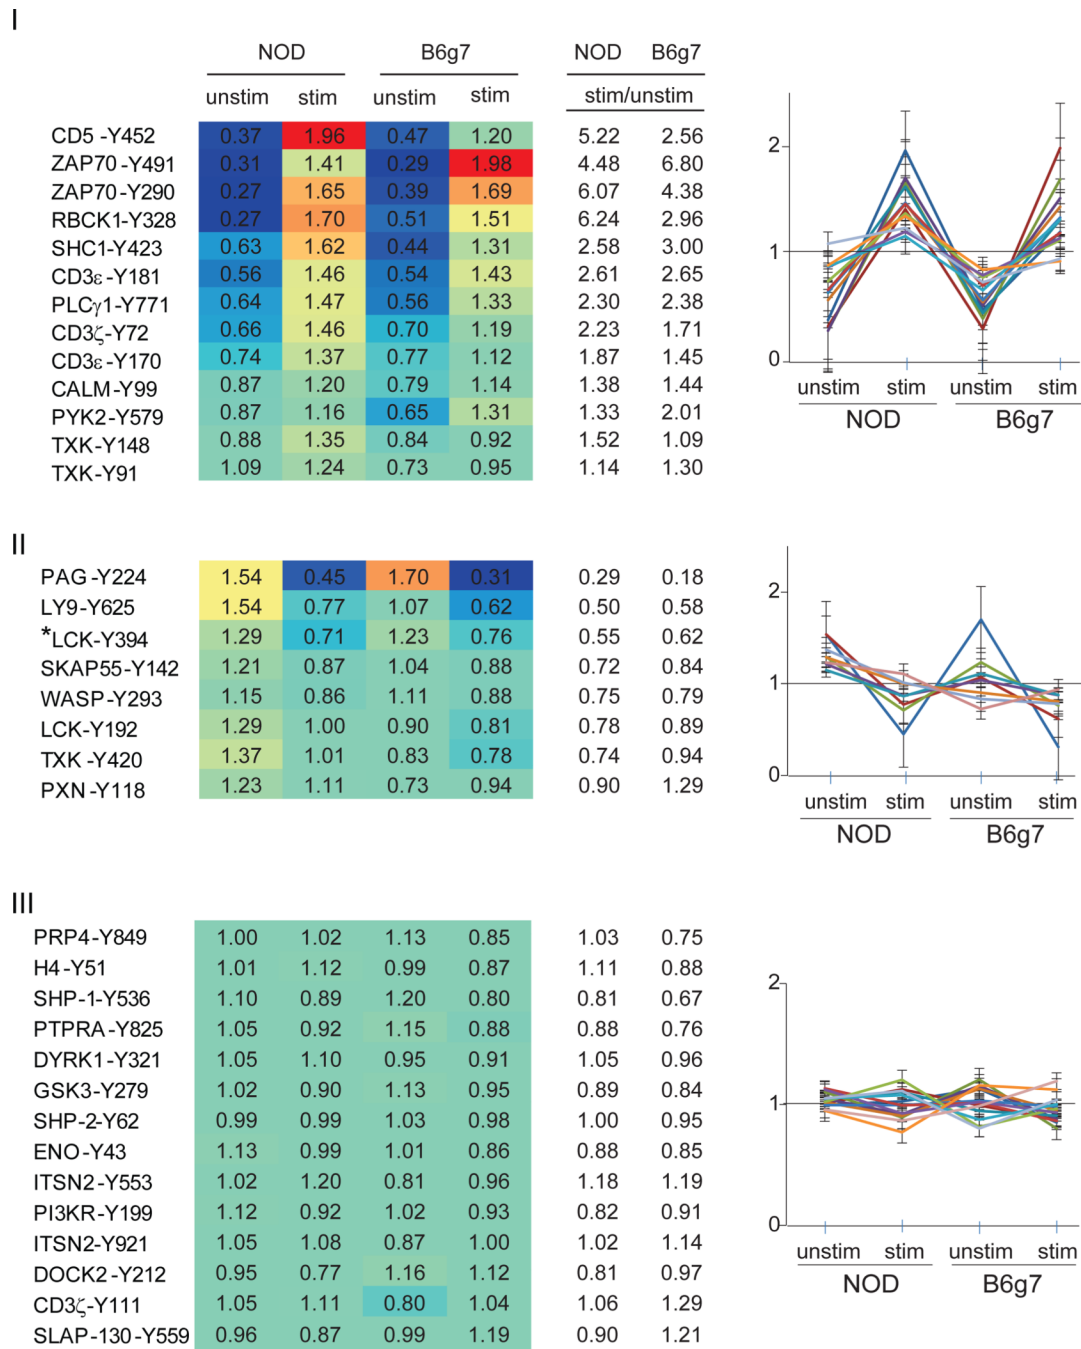 I
NOD B6g7 NOD B6g7
unstim stim unstim stim stim/unstim
CD5 -Y452 0.37 1.96 0.47 1.20 5.22 2.56
ZAP70-Y491 0.31 1.41 0.29 1.98 4.48 6.80
ZAP70-Y290 0.27 1.65 0.39 1.69 6.07 4.38
RBCK1-Y328 0.27 1.70 0.51 1.51 6.24 2.96
SHC1-Y423 0.63 1.62 0.44 1.31 2.58 3.00
CD3ε-Y181 0.56 1.46 0.54 1.43 2.61 2.65
PLCγ1-Y771 0.64 1.47 0.56 1.33 2.30 2.38
CD3ζ-Y72 0.66 1.46 0.70 1.19 2.23 1.71
CD3ε-Y170 0.74 1.37 0.77 1.12 1.87 1.45
CALM-Y99 0.87 1.20 0.79 1.14 1.38 1.44
PYK2-Y579 0.87 1.16 0.65 1.31 1.33 2.01
TXK-Y148 0.88 1.35 0.84 0.92 1.52 1.09
TXK-Y91 1.09 1.24 0.73 0.95 1.14 1.30
2
1
0
unstim stim unstim stim
NOD B6g7
II
PAG-Y224 1.54 0.45 1.70 0.31 0.29 0.18
LY9-Y625 1.54 0.77 1.07 0.62 0.50 0.58
*LCK-Y394 1.29 0.71 1.23 0.76 0.55 0.62
SKAP55-Y142 1.21 0.87 1.04 0.88 0.72 0.84
WASP-Y293 1.15 0.86 1.11 0.88 0.75 0.79
LCK-Y192 1.29 1.00 0.90 0.81 0.78 0.89
TXK -Y420 1.37 1.01 0.83 0.78 0.74 0.94
PXN-Y118 1.23 1.11 0.73 0.94 0.90 1.29
2
1
0
unstim stim unstim stim
NOD B6g7
III
PRP4-Y849 1.00 1.02 1.13 0.85 1.03 0.75
H4-Y51 1.01 1.12 0.99 0.87 1.11 0.88
SHP-1-Y536 1.10 0.89 1.20 0.80 0.81 0.67
PTPRA-Y825 1.05 0.92 1.15 0.88 0.88 0.76
DYRK1-Y321 1.05 1.10 0.95 0.91 1.05 0.96
GSK3-Y279 1.02 0.90 1.13 0.95 0.89 0.84
SHP-2-Y62 0.99 0.99 1.03 0.98 1.00 0.95
ENO-Y43 1.13 0.99 1.01 0.86 0.88 0.85
ITSN2-Y553 1.02 1.20 0.81 0.96 1.18 1.19
PI3KR-Y199 1.12 0.92 1.02 0.93 0.82 0.91
ITSN2-Y921 1.05 1.08 0.87 1.00 1.02 1.14
DOCK2-Y212 0.95 0.77 1.16 1.12 0.81 0.97
CD3ζ-Y111 1.05 1.11 0.80 1.04 1.06 1.29
SLAP-130-Y559 0.96 0.87 0.99 1.19 0.90 1.21
2
1
0
unstim stim unstim stim
NOD B6g7